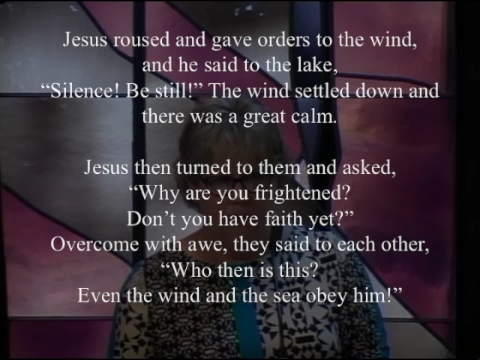 Jesus roused and gave orders to the wind,
and he said to the lake,
“Silence! Be still!” The wind settled down and
there was a great calm.
Jesus then turned to them and asked,
“Why are you frightened?
Don’t you have faith yet?”
Overcome with awe, they said to each other,
“Who then is this?
Even the wind and the sea obey him!”